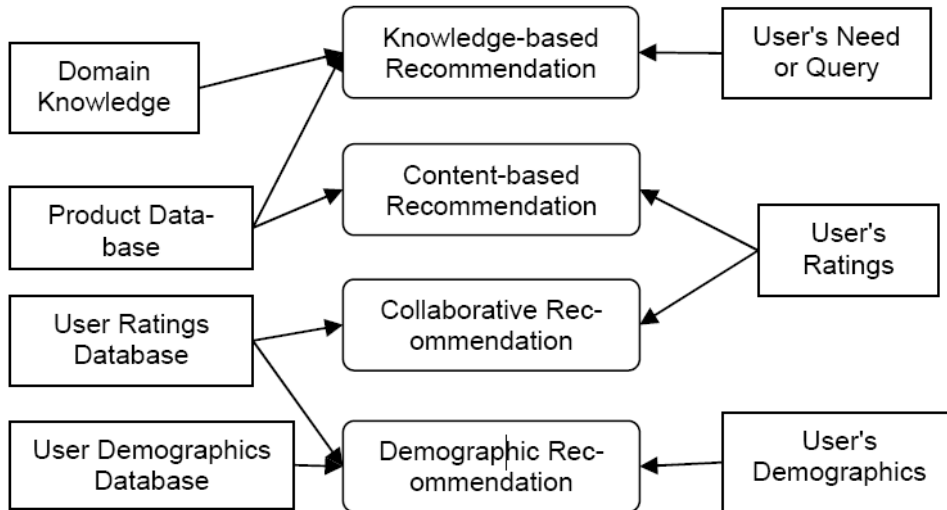 Domain
Knowledge
Product Data-
base
User Ratings
Database
User Demographics
Database
Knowledge-based
Recommendation
Content-based
Recommendation
Collaborative Rec-
ommendation
Demographic Rec-
ommendation
User's Need
or Query
User's
Ratings
User's
Demographics